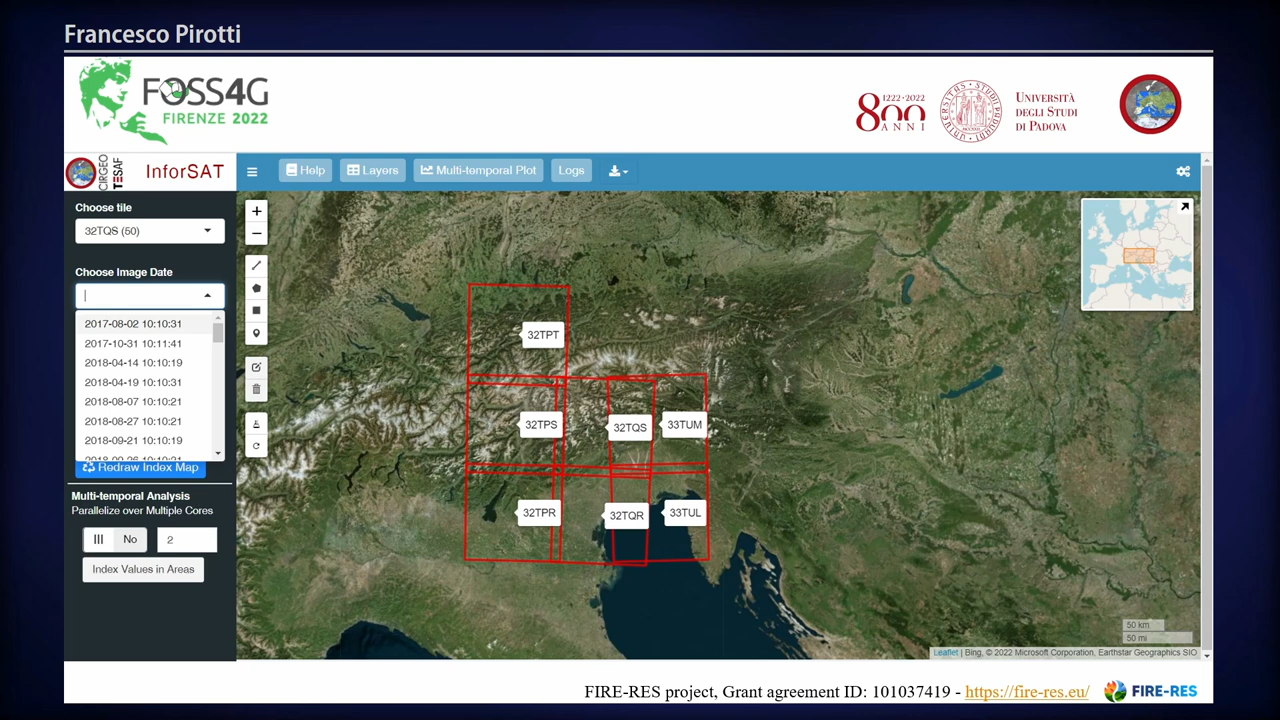 Francesco Pirotti
FOSS4G
FIRENZE 2022
1222·2022
800
ANNI
UNIVERSITÀ
DEGLI STUDI
DI PADOVA
CIRGEO
TESAF
InforSAT
Help
Layers
Multi-temporal Plot
Logs
Choose tile
32TQS (50)
Choose Image Date
2017-08-02 10:10:31
2017-10-31 10:11:41
2018-04-14 10:10:19
2018-04-19 10:10:31
2018-08-07 10:10:21
2018-08-27 10:10:21
2018-09-21 10:10:19
2018-09-26 10:10:21
Redraw Index Map
Multi-temporal Analysis
Parallelize over Multiple Cores
No
2
Index Values in Areas
+
−
32TPT
32TPS
32TQS
33TUM
32TPR
32TQR
33TUL
50 km
50 mi
Leaflet | Bing, © 2022 Microsoft Corporation, Earthstar Geographics SIO
FIRE-RES project, Grant agreement ID: 101037419 - https://fire-res.eu/
FIRE-RES